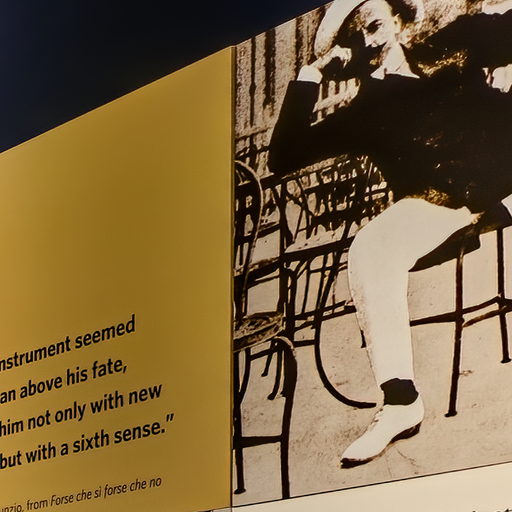 nstrument seemed
an above his fate,
him not only with new
but with a sixth sense.”
unzio, from Forse che sì forse che no